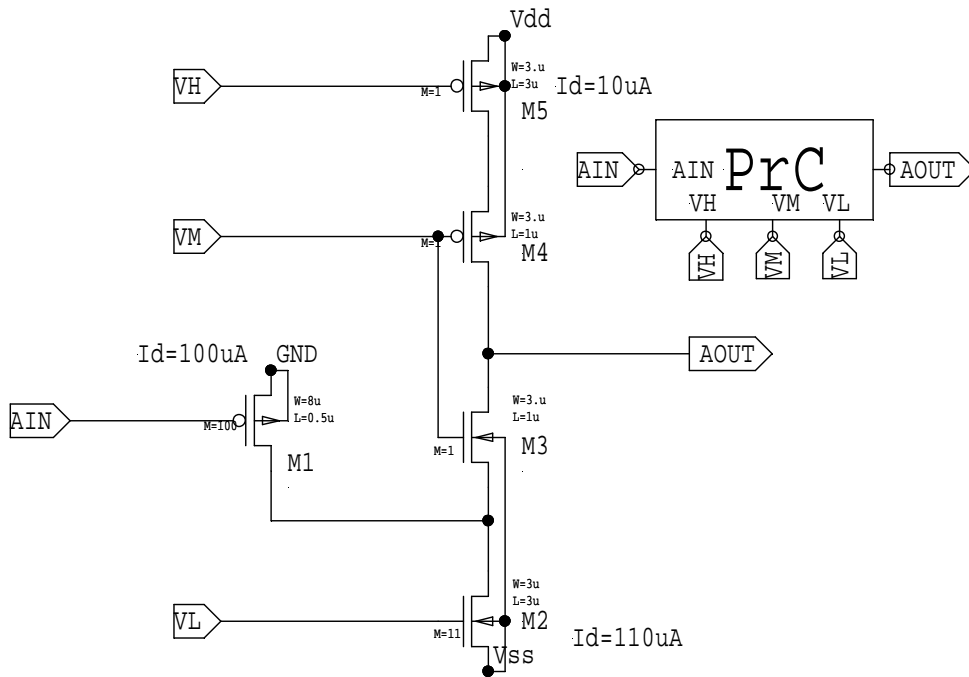 Vdd
VH
M=1
W=3.u
L=3u
Id=10uA
M5
AIN
AIN
PrC
AOUT
VH
VM
VL
VH
VM
VL
VM
M=1
W=3.u
L=1u
M4
AOUT
Id=100uA
GND
AIN
M=100
W=8u
L=0.5u
M1
W=3.u
L=1u
M=1
M3
VL
M=11
W=3u
L=3u
M2
Id=110uA
Vss